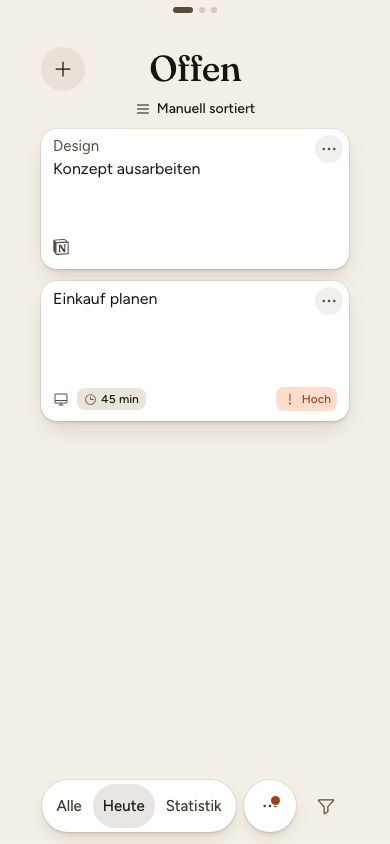 Offen
Manuell sortiert
Design
Konzept ausarbeiten
N
Einkauf planen
45 min
! Hoch
Alle
Heute
Statistik